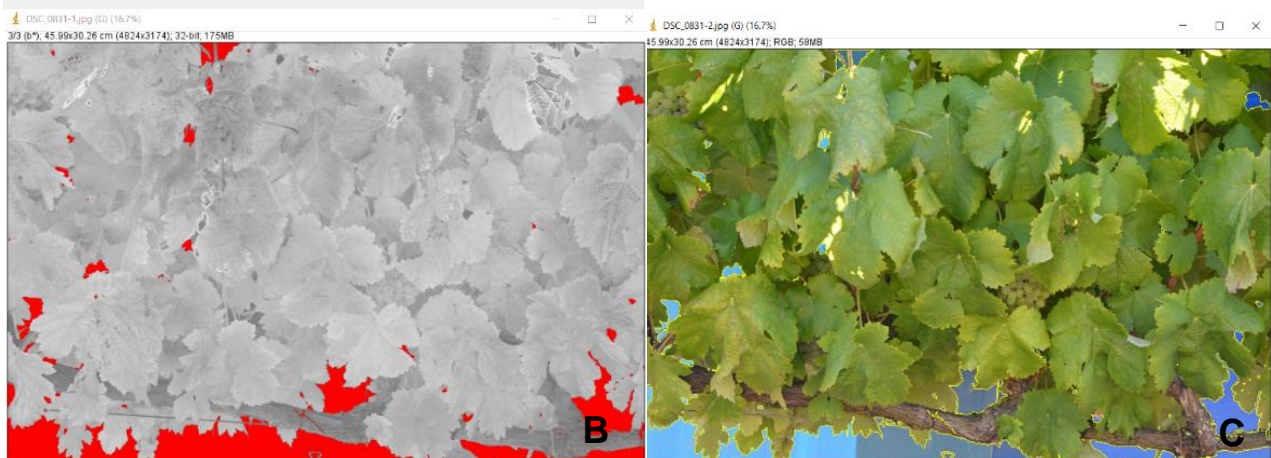 DSC_0831-1.jpg (G) (16.7%)
3/3 (b*); 45.99x30.26 cm (4824x3174); 32-bit; 175MB
B
DSC_0831-2.jpg (G) (16.7%)
45.99x30.26 cm (4824x3174); RGB; 58MB
C